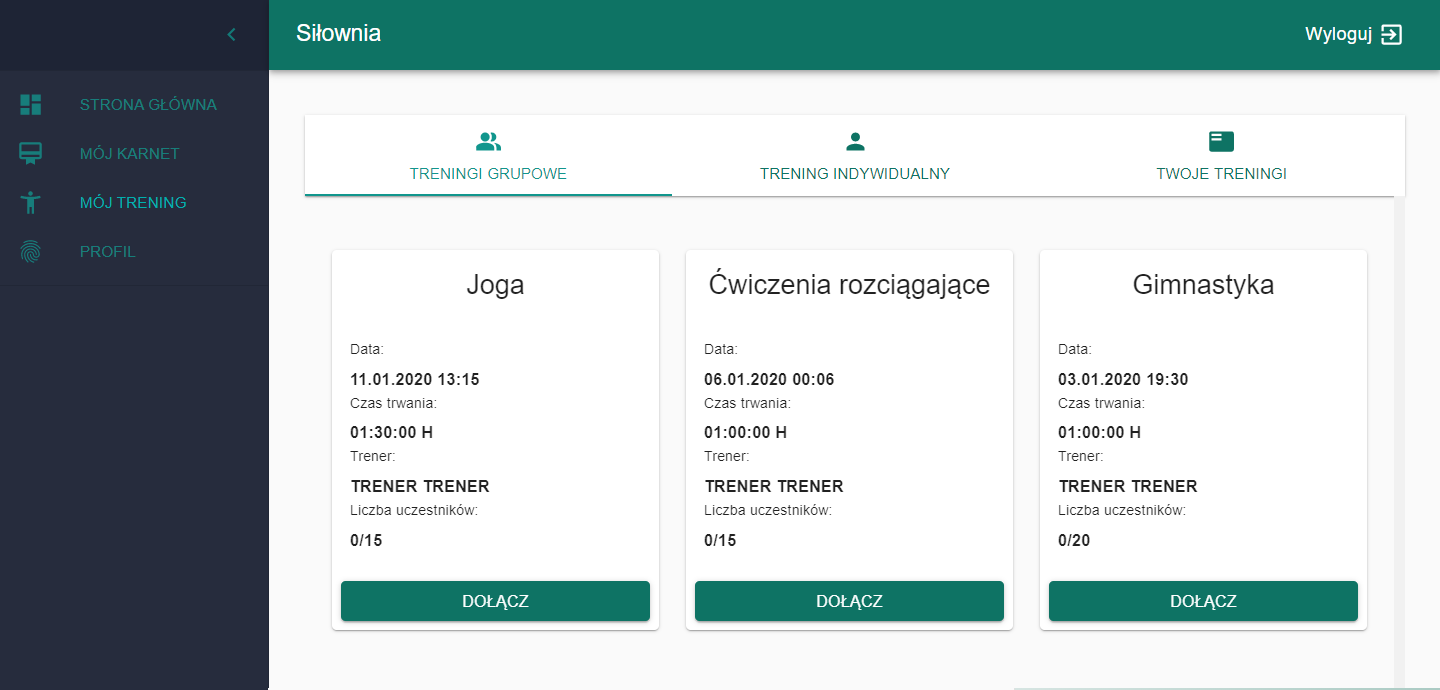 Siłownia
Wyloguj
STRONA GŁÓWNA
MÓJ KARNET
MÓJ TRENING
PROFIL
TRENINGI GRUPOWE
TRENING INDYWIDUALNY
TWOJE TRENINGI
Joga
Data:
11.01.2020 13:15
Czas trwania:
01:30:00 H
Trener:
TRENER TRENER
Liczba uczestników:
0/15
DOŁĄCZ
Ćwiczenia rozciągające
Data:
06.01.2020 00:06
Czas trwania:
01:00:00 H
Trener:
TRENER TRENER
Liczba uczestników:
0/15
DOŁĄCZ
Gimnastyka
Data:
03.01.2020 19:30
Czas trwania:
01:00:00 H
Trener:
TRENER TRENER
Liczba uczestników:
0/20
DOŁĄCZ